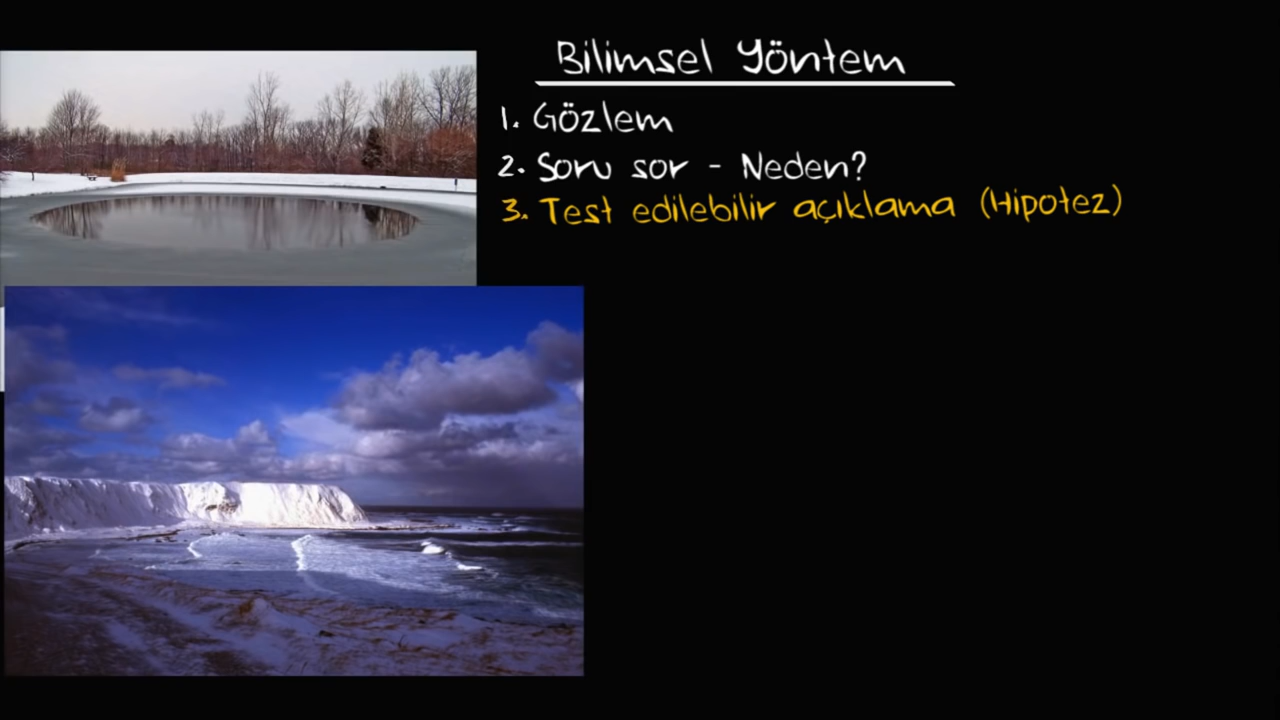 Bilimsel Yöntem
1. Gözlem
2. Soru sor - Neden?
3. Test edilebilir açıklama (Hipotez)